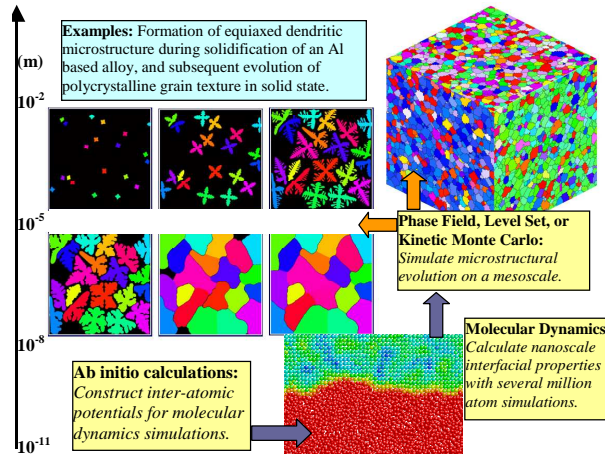 (m)
10-2
10-5
10-8
10-11
Examples: Formation of equiaxed dendritic
microstructure during solidification of an Al
based alloy, and subsequent evolution of
polycrystalline grain texture in solid state.
Phase Field, Level Set, or
Kinetic Monte Carlo:
Simulate microstructural
evolution on a mesoscale.
Molecular Dynamics
Calculate nanoscale
interfacial properties
with several million
atom simulations.
Ab initio calculations:
Construct inter-atomic
potentials for molecular
dynamics simulations.